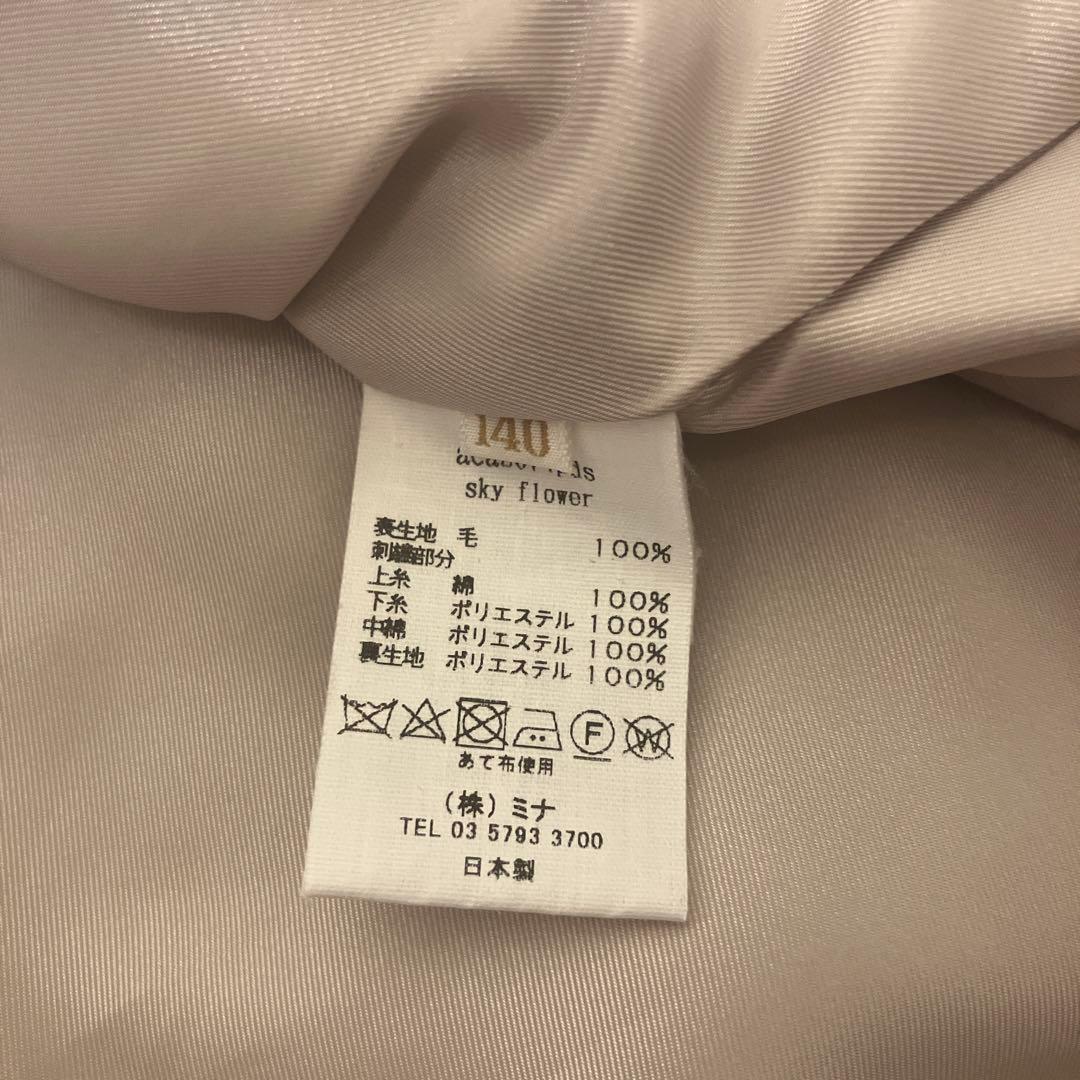 140
sky flower
表生地 毛 100%
刺繍部分
上糸 綿 100%
下糸 ポリエステル 100%
中綿 ポリエステル 100%
裏生地 ポリエステル 100%
F W
あて布使用
(株)ミナ
TEL 03 5793 3700
日本製